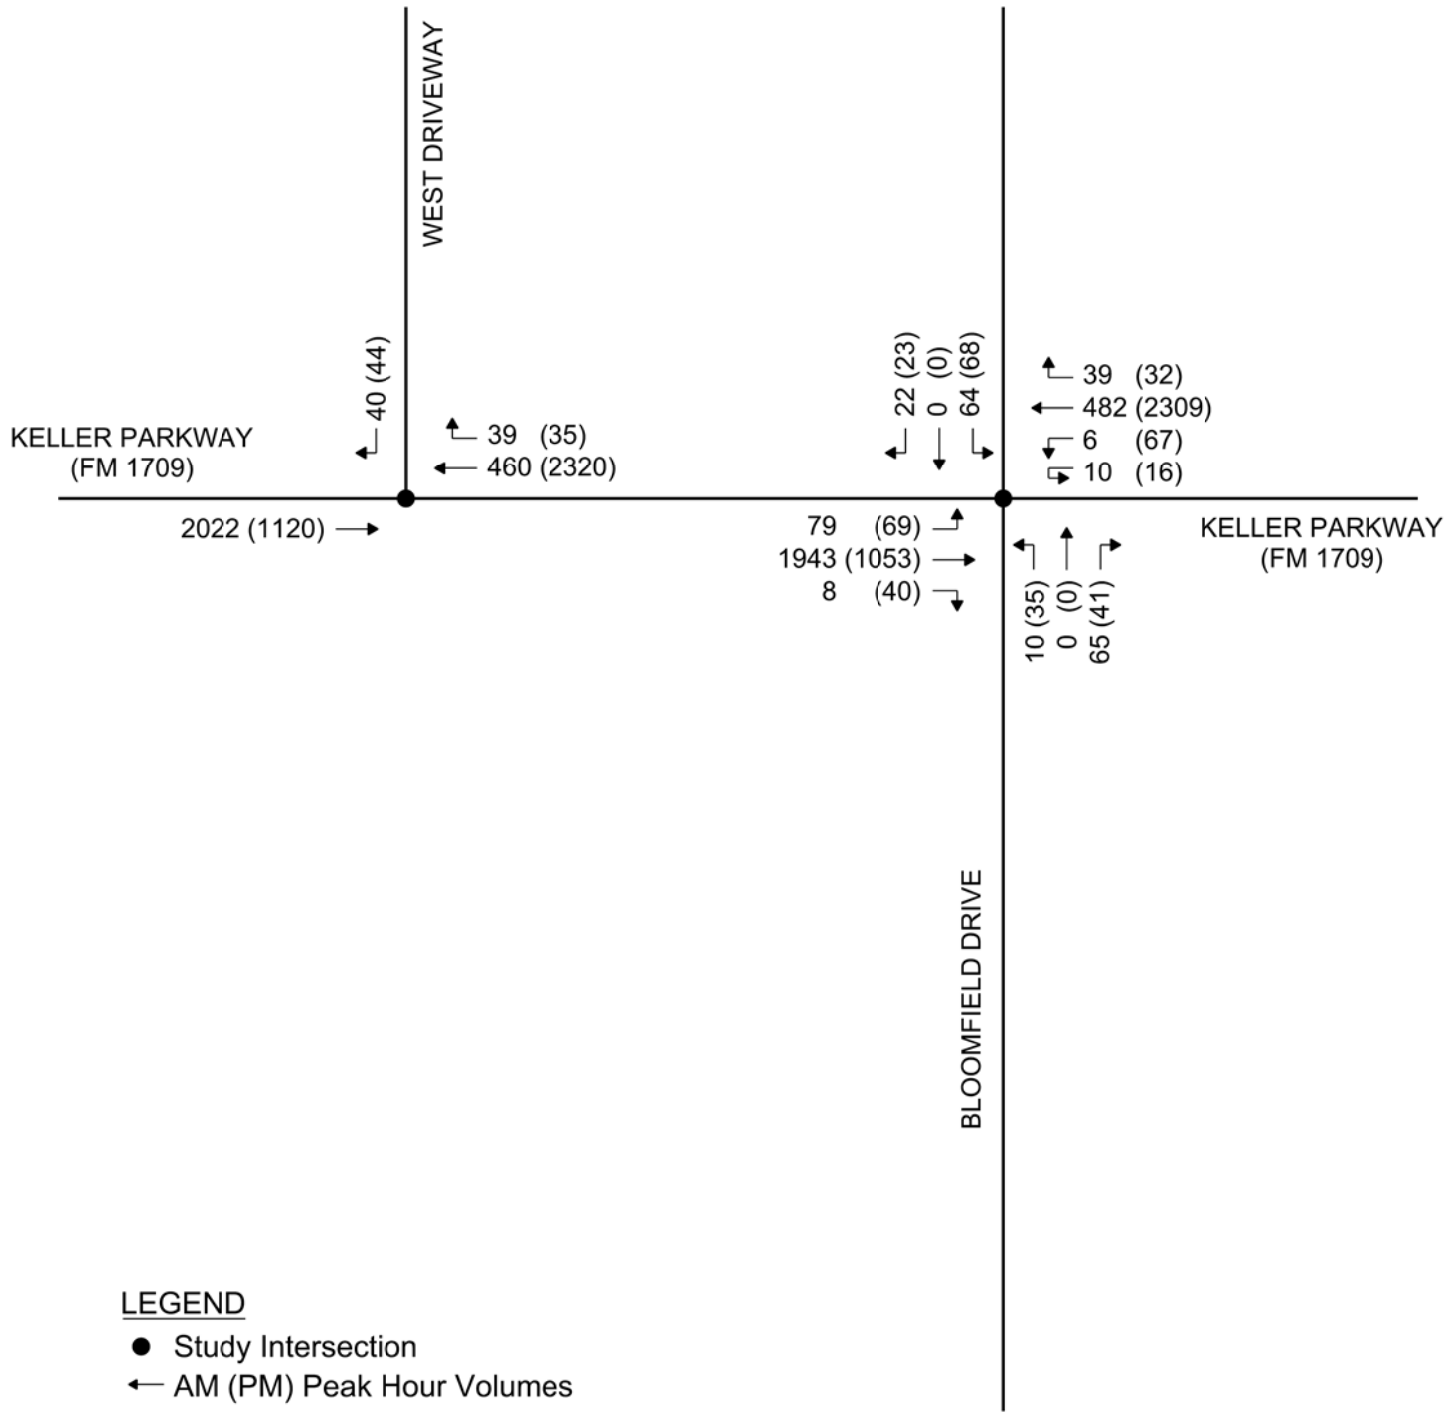 WEST DRIVEWAY
40 (44)
39 (35)
460 (2320)
KELLER PARKWAY
(FM 1709)
2022 (1120)
22 (23)
0 (0)
64 (68)
39 (32)
482 (2309)
6 (67)
10 (16)
79 (69)
1943 (1053)
8 (40)
10 (35)
0 (0)
65 (41)
KELLER PARKWAY
(FM 1709)
BLOOMFIELD DRIVE
LEGEND
Study Intersection
AM (PM) Peak Hour Volumes